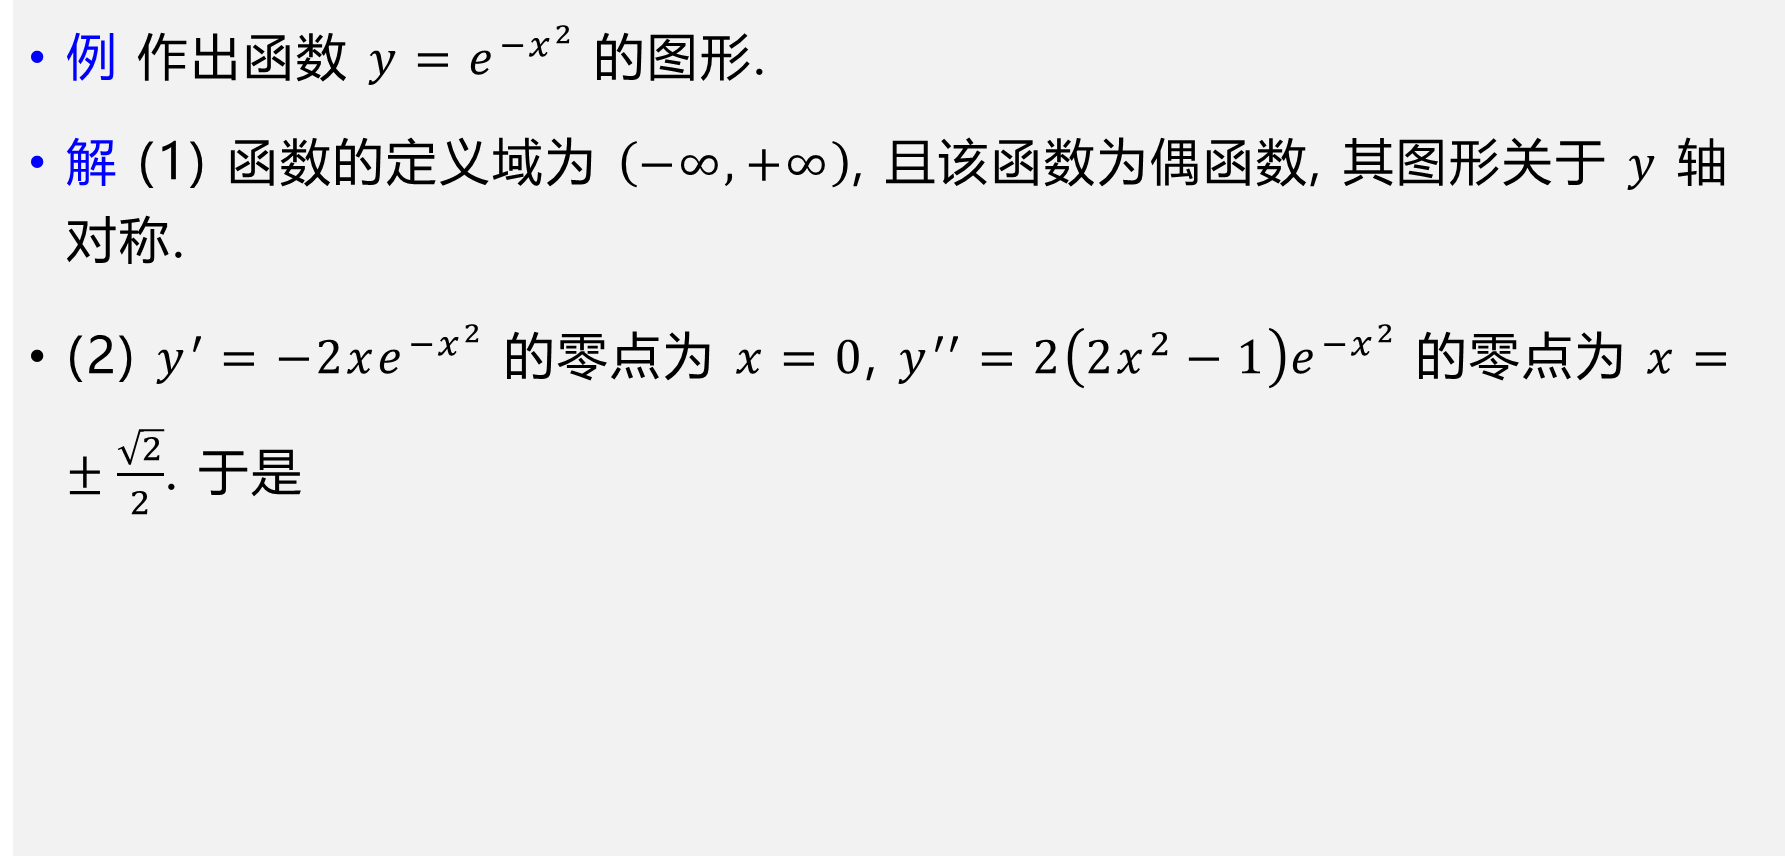 • 例 作出函数 y = e^{-x^2} 的图形.
• 解 (1) 函数的定义域为 (−∞, +∞), 且该函数为偶函数, 其图形关于 y 轴
对称.
• (2) y′ = −2xe^{-x^2} 的零点为 x = 0, y″ = 2(2x^2 − 1)e^{-x^2} 的零点为 x =
± √2/2. 于是